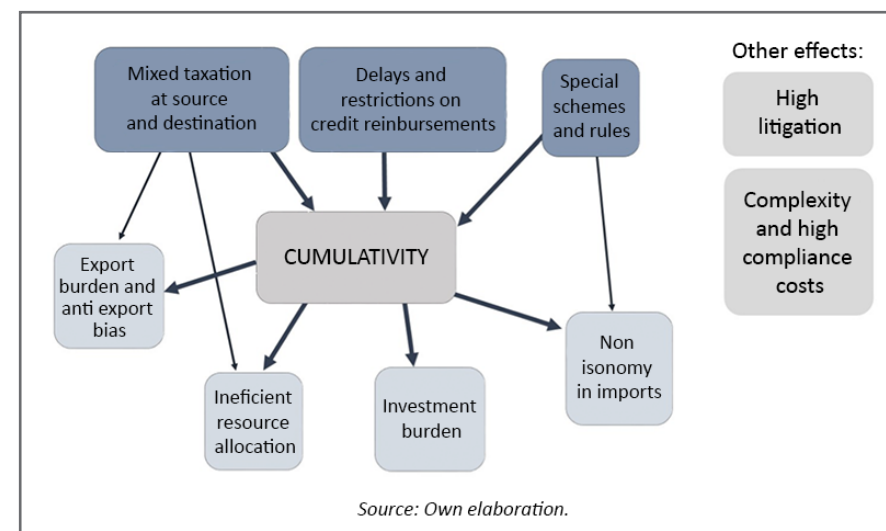 Mixed taxation
at source
and destination
Delays and
restrictions on
credit reinbursements
Special
schemes
and rules
Other effects:
High
litigation
Complexity
and high
compliance
costs
CUMULATIVITY
Export
burden and
anti export
bias
Ineficient
resource
allocation
Investment
burden
Non
isonomy
in imports
Source: Own elaboration.